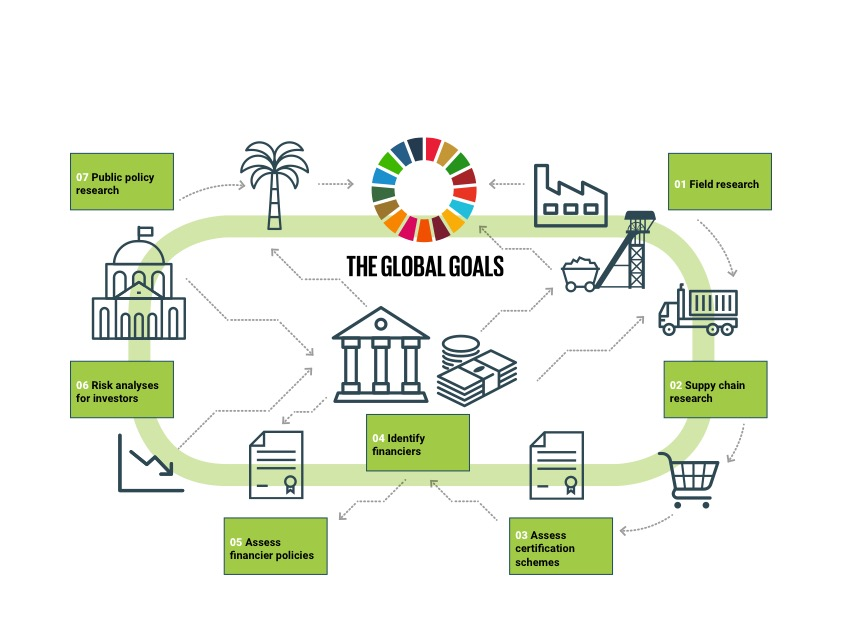 07 Public policy
research
01 Field research
THE GLOBAL GOALS
06 Risk analyses
for investors
02 Suppy chain
research
04 Identify
financiers
05 Assess
financier policies
03 Assess
certification
schemes